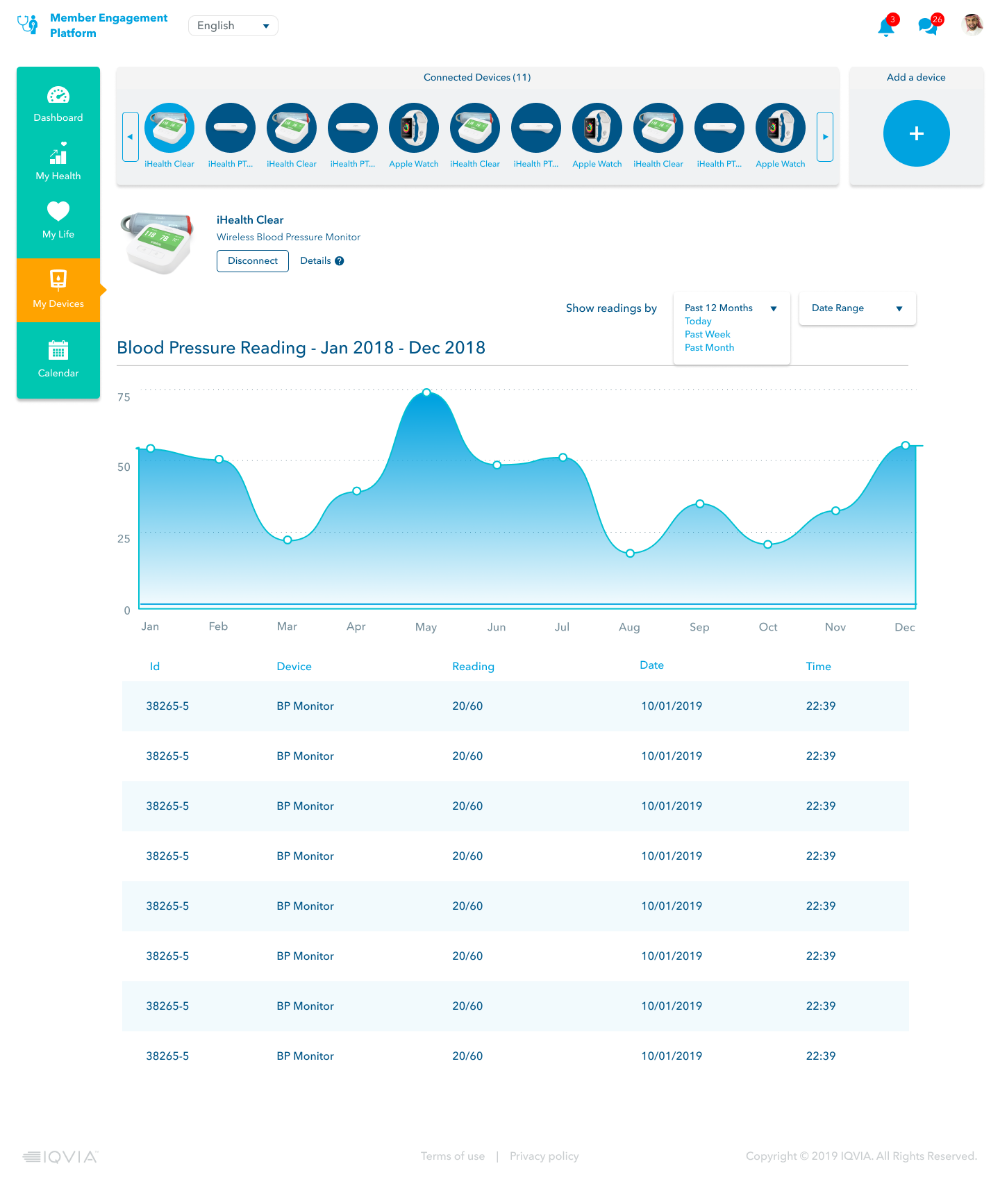 Member Engagement
Platform
English
3
26
Dashboard
My Health
My Life
My Devices
Calendar
Connected Devices (11)
iHealth Clear
iHealth PT...
iHealth Clear
iHealth PT...
Apple Watch
iHealth Clear
iHealth PT...
Apple Watch
iHealth Clear
iHealth PT...
Apple Watch
Add a device
+
iHealth Clear
Wireless Blood Pressure Monitor
Disconnect
Details ?
Show readings by
Past 12 Months
Today
Past Week
Past Month
Date Range
Blood Pressure Reading - Jan 2018 - Dec 2018
75
50
25
0
Jan Feb Mar Apr May Jun Jul Aug Sep Oct Nov Dec
Id Device Reading Date Time
38265-5 BP Monitor 20/60 10/01/2019 22:39
38265-5 BP Monitor 20/60 10/01/2019 22:39
38265-5 BP Monitor 20/60 10/01/2019 22:39
38265-5 BP Monitor 20/60 10/01/2019 22:39
38265-5 BP Monitor 20/60 10/01/2019 22:39
38265-5 BP Monitor 20/60 10/01/2019 22:39
38265-5 BP Monitor 20/60 10/01/2019 22:39
38265-5 BP Monitor 20/60 10/01/2019 22:39
IQVIA
Terms of use | Privacy policy
Copyright © 2019 IQVIA. All Rights Reserved.